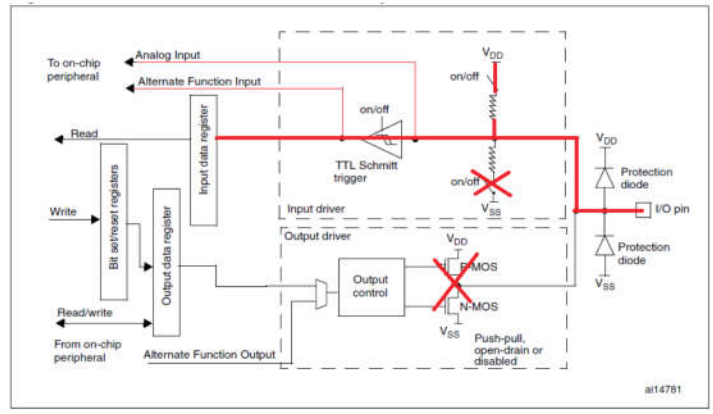 Analog Input
To on-chip
peripheral
Alternate Function Input
on/off
Read
Input data register
TTL Schmitt
trigger
VDD
on/off
on/off
VSS
Input driver
VDD
Protection
diode
I/O pin
Protection
diode
VSS
Write
Bit set/reset registers
Output data register
Read/write
From on-chip
peripheral
Alternate Function Output
Output driver
VDD
Output
control
P-MOS
N-MOS
VSS
Push-pull,
open-drain or
disabled
ai14781